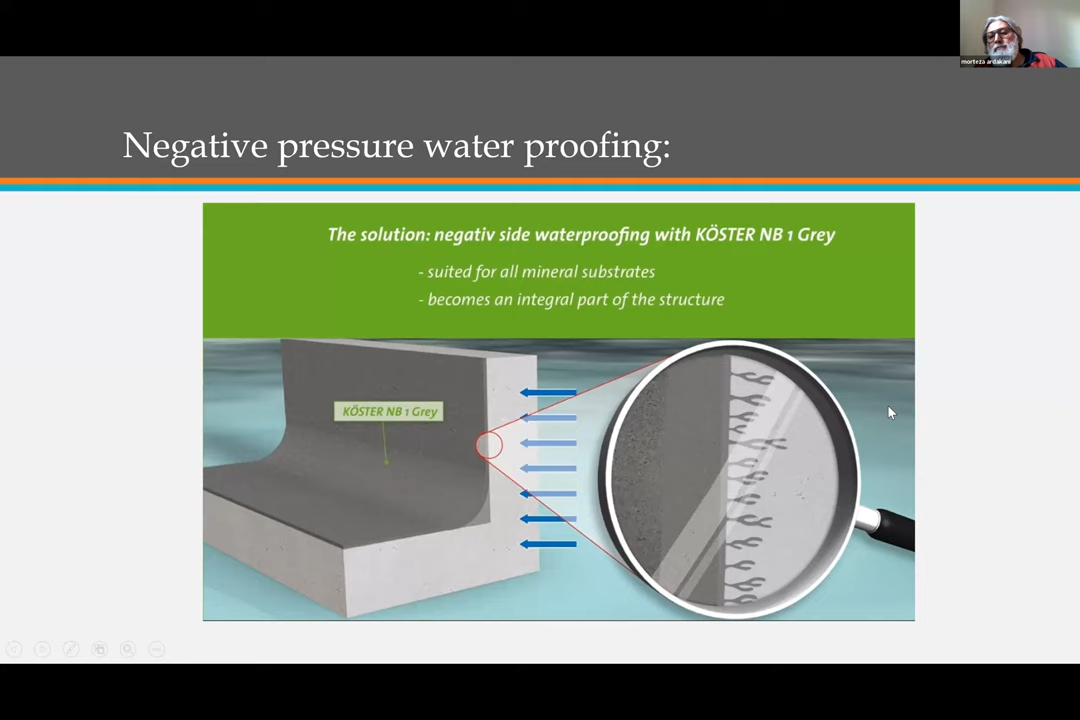 morteza ardakani
Negative pressure water proofing:
The solution: negativ side waterproofing with KÖSTER NB 1 Grey
- suited for all mineral substrates
- becomes an integral part of the structure
KÖSTER NB 1 Grey